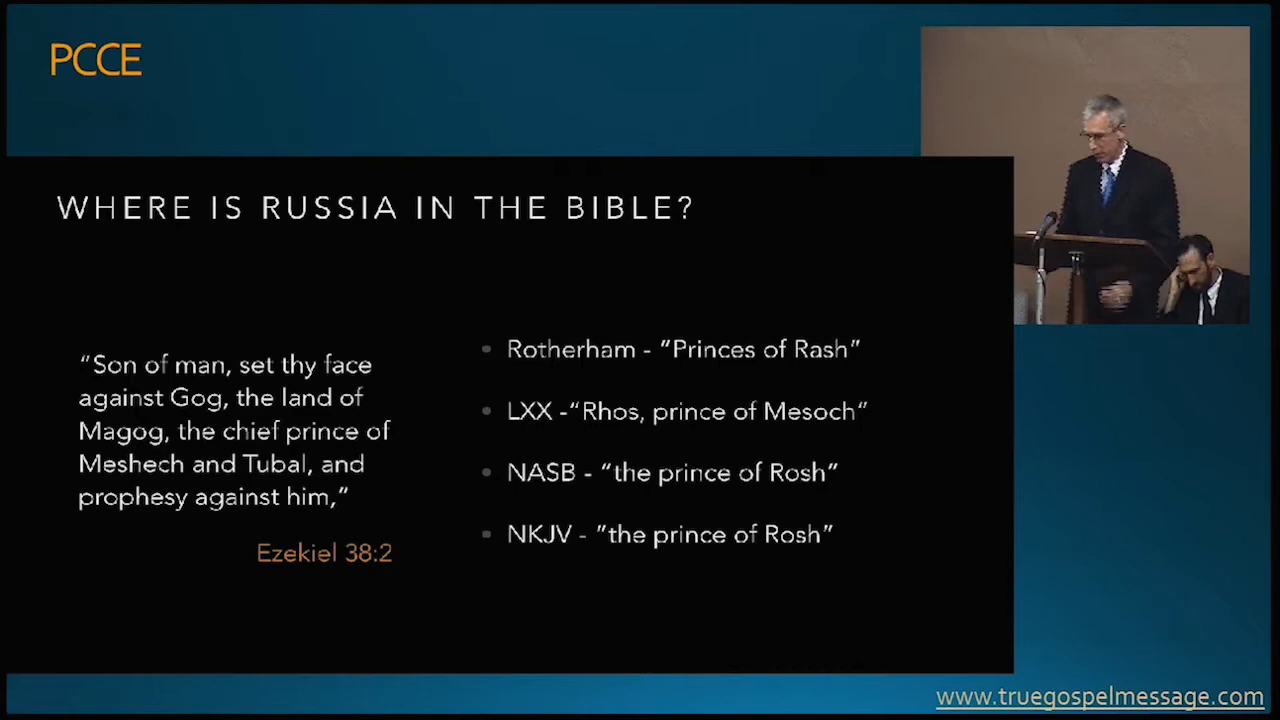 PCCE
WHERE IS RUSSIA IN THE BIBLE?
“Son of man, set thy face
against Gog, the land of
Magog, the chief prince of
Meshech and Tubal, and
prophesy against him,”
Ezekiel 38:2
Rotherham - “Princes of Rash”
LXX -“Rhos, prince of Mesoch”
NASB - “the prince of Rosh”
NKJV - “the prince of Rosh”
www.truegospelmessage.com